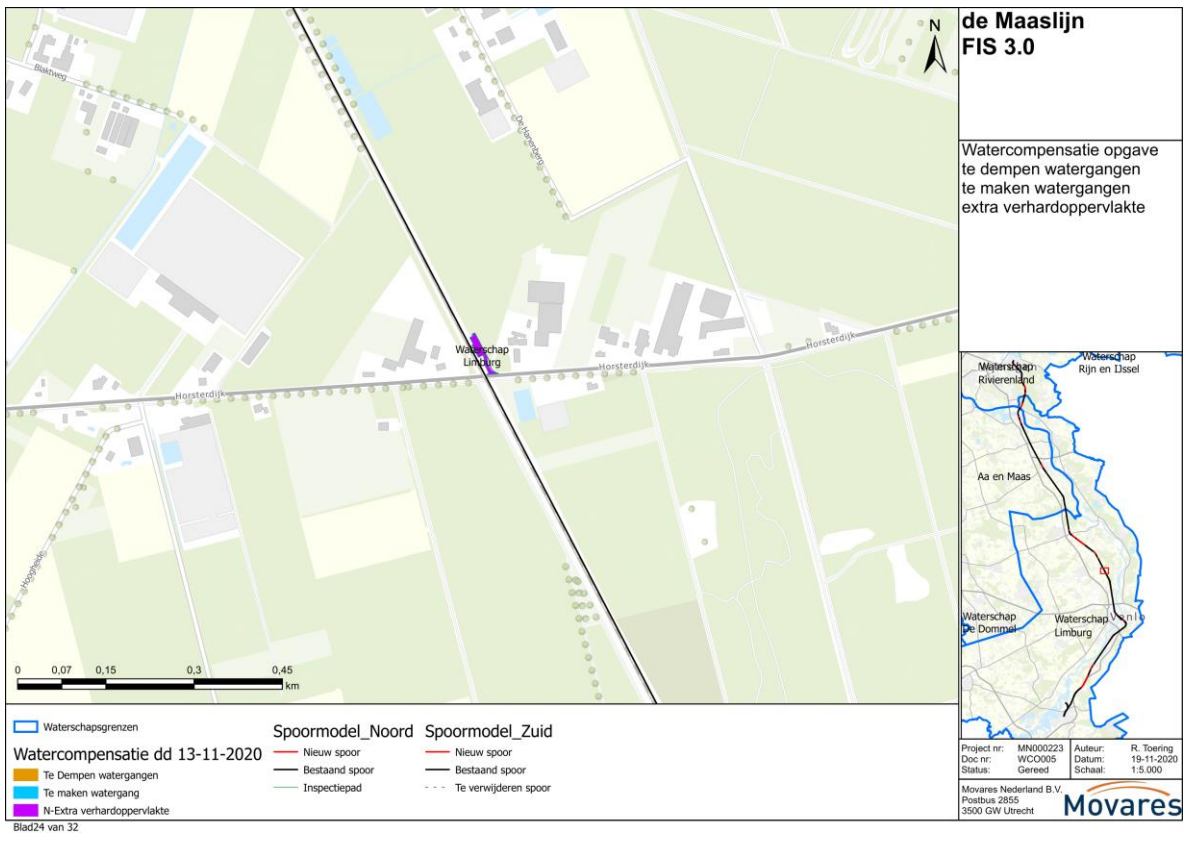 de Maaslijn
FIS 3.0
Watercompensatie opgave
te dempen watergangen
te maken watergangen
extra verhardoppervlakte
N
Blaktweg
De Hanenberg
Waterschap
Limburg
Horsterdijk
Horsterdijk
Horsterdijk
Hoogheide
0 0,07 0,15 0,3 0,45
km
Waterschap
Rivierenland
Waterschap
Rijn en IJssel
Aa en Maas
Waterschap
De Dommel
Waterschap
Limburg
Venlo
Waterschapsgrenzen
Watercompensatie dd 13-11-2020
Te Dempen watergangen
Te maken watergang
N-Extra verhardoppervlakte
Spoormodel_Noord
Nieuw spoor
Bestaand spoor
Inspectiepad
Spoormodel_Zuid
Nieuw spoor
Bestaand spoor
Te verwijderen spoor
Project nr: MN000223
Doc nr: WCO005
Status: Gereed
Auteur: R. Toering
Datum: 19-11-2020
Schaal: 1:5.000
Movares Nederland B.V.
Postbus 2855
3500 GW Utrecht
Movares
Blad24 van 32